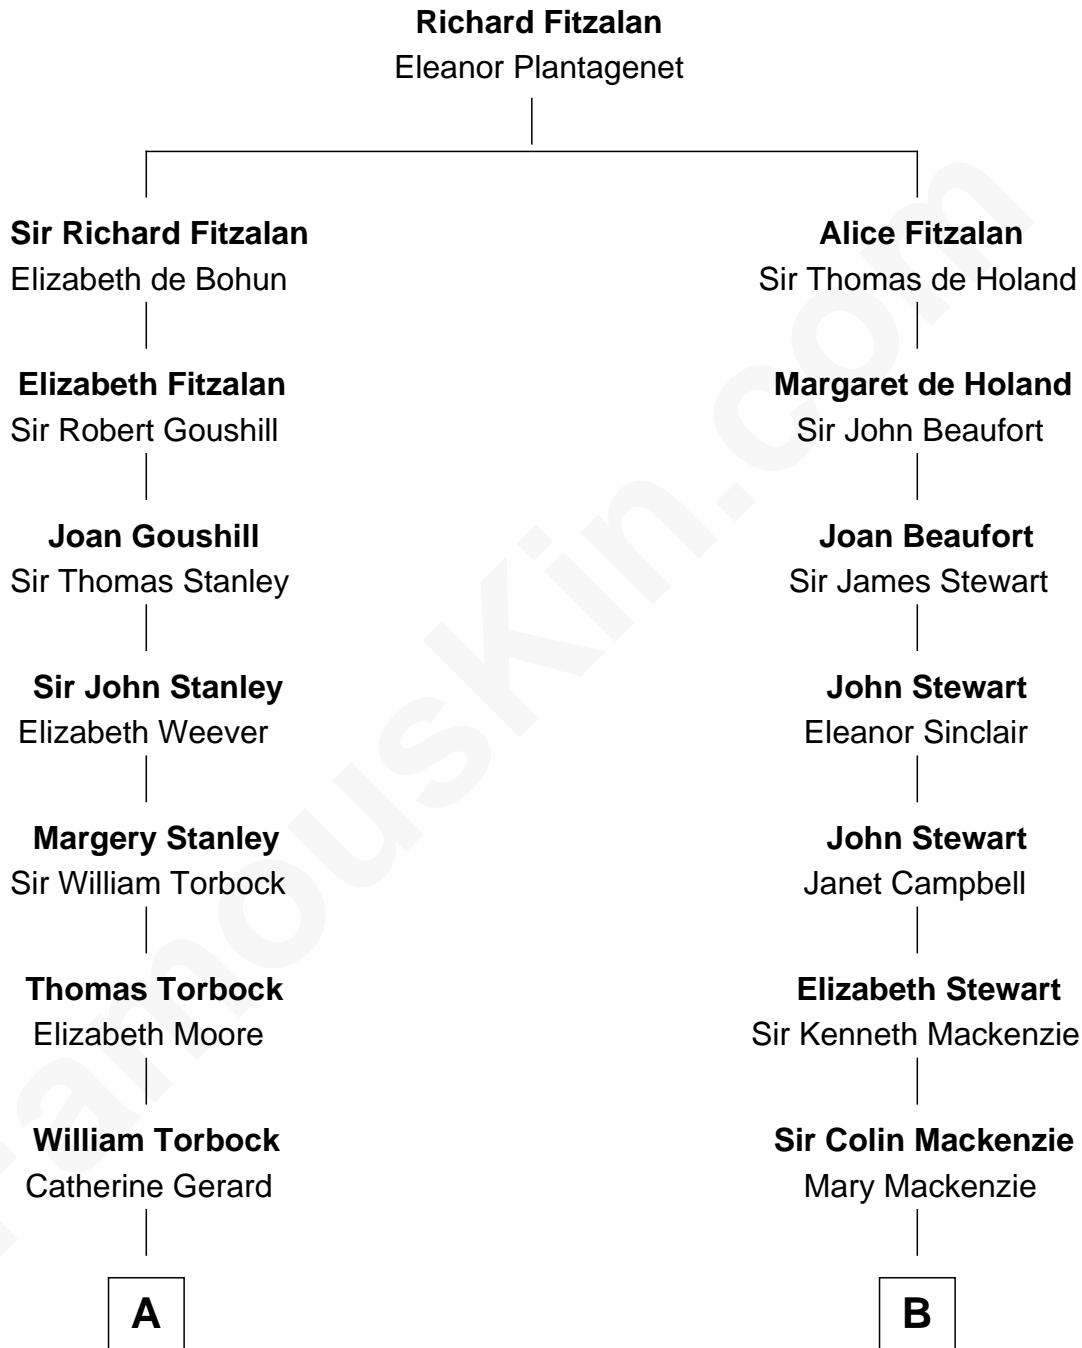 Richard Fitzalan
Eleanor Plantagenet
Sir Richard Fitzalan
Elizabeth de Bohun
Alice Fitzalan
Sir Thomas de Holand
Elizabeth Fitzalan
Sir Robert Goushill
Margaret de Holand
Sir John Beaufort
Joan Goushill
Sir Thomas Stanley
Joan Beaufort
Sir James Stewart
Sir John Stanley
Elizabeth Weever
John Stewart
Eleanor Sinclair
Margery Stanley
Sir William Torbock
John Stewart
Janet Campbell
Thomas Torbock
Elizabeth Moore
Elizabeth Stewart
Sir Kenneth Mackenzie
William Torbock
Catherine Gerard
Sir Colin Mackenzie
Mary Mackenzie
A
B
FamousKin.com